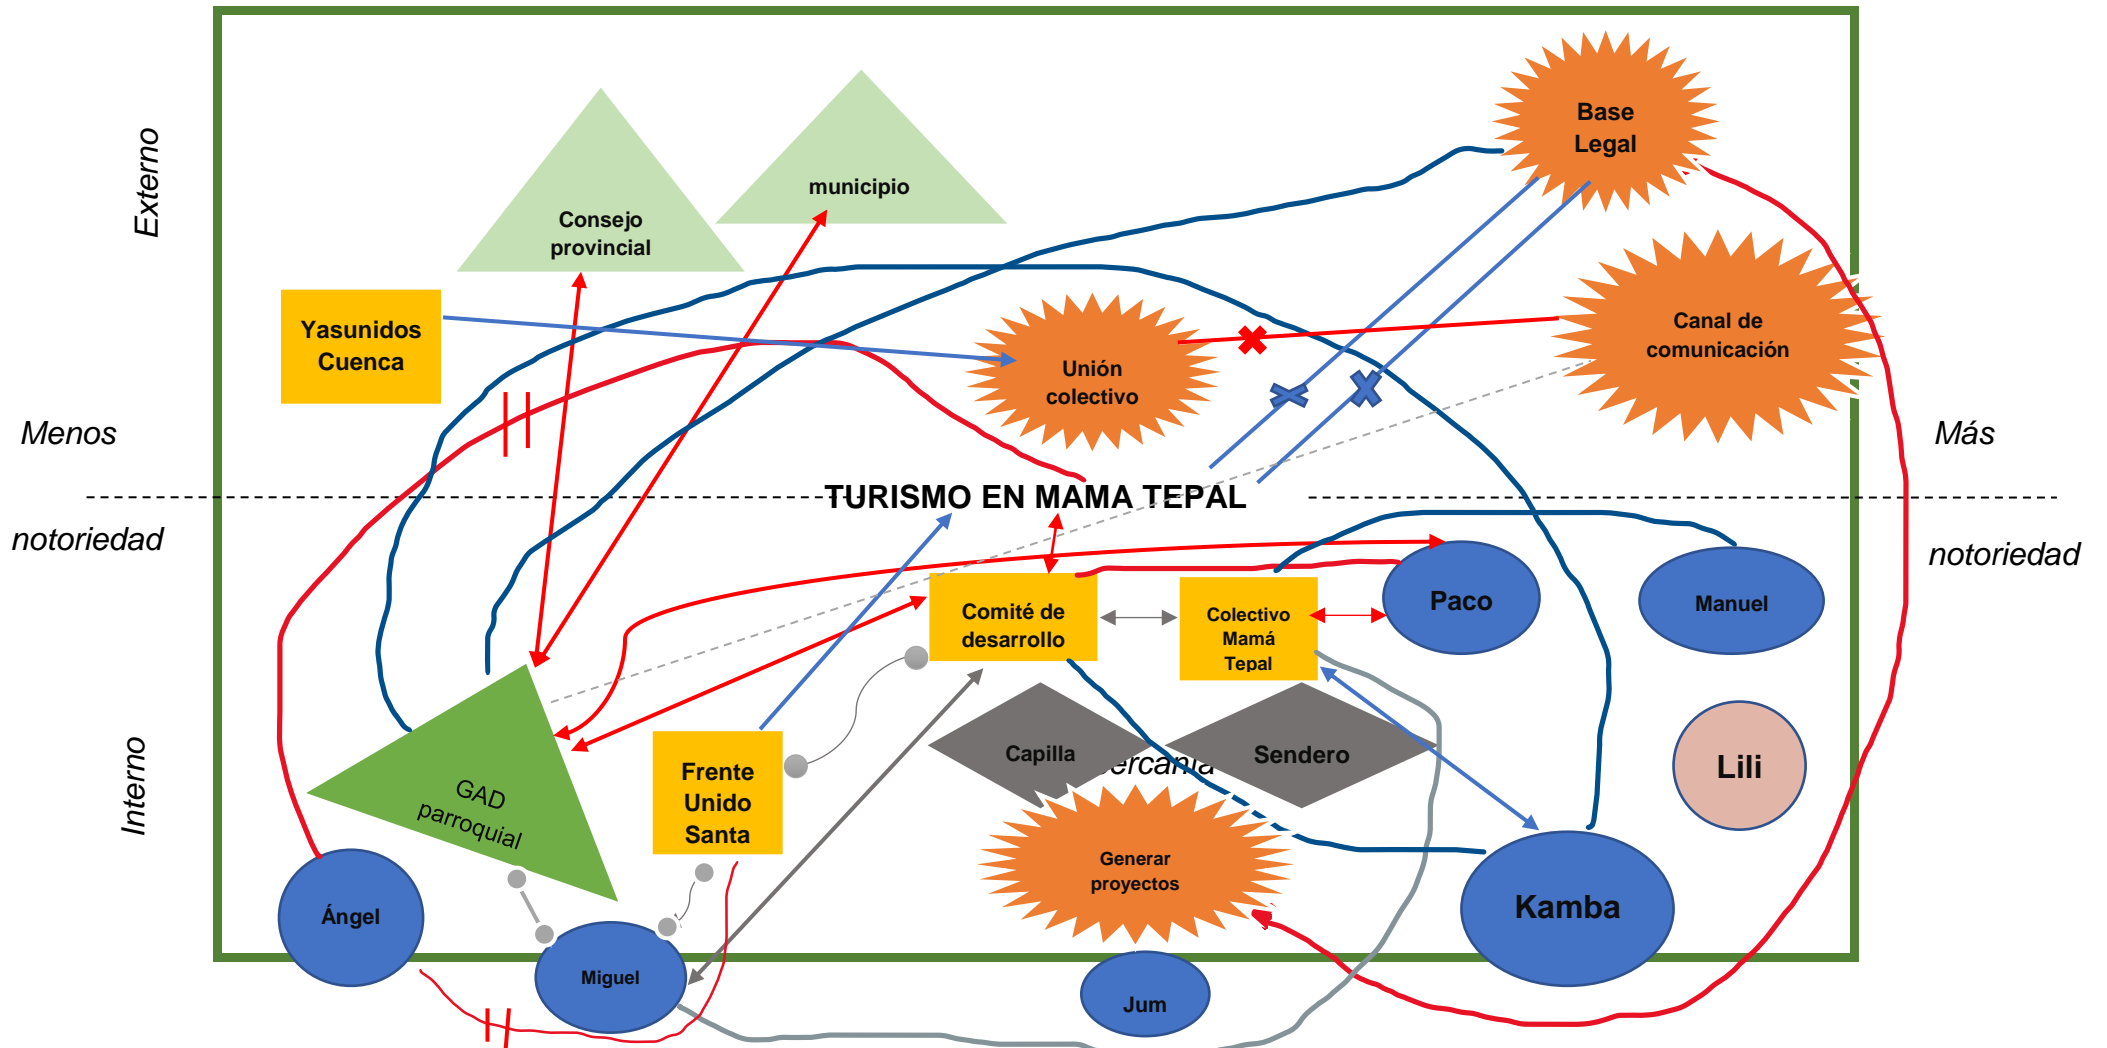 Externo
Base
Legal
municipio
Consejo
provincial
Yasunidos
Cuenca
Unión
colectivo
Canal de
comunicación
Menos
Más
TURISMO EN MAMA TEPAL
notoriedad
notoriedad
Comité de
desarrollo
Colectivo
Mamá
Tepal
Paco
Manuel
Interno
GAD
parroquial
Frente
Unido
Santa
Capilla
Sendero
Lili
Generar
proyectos
Kamba
Ángel
Miguel
Jum